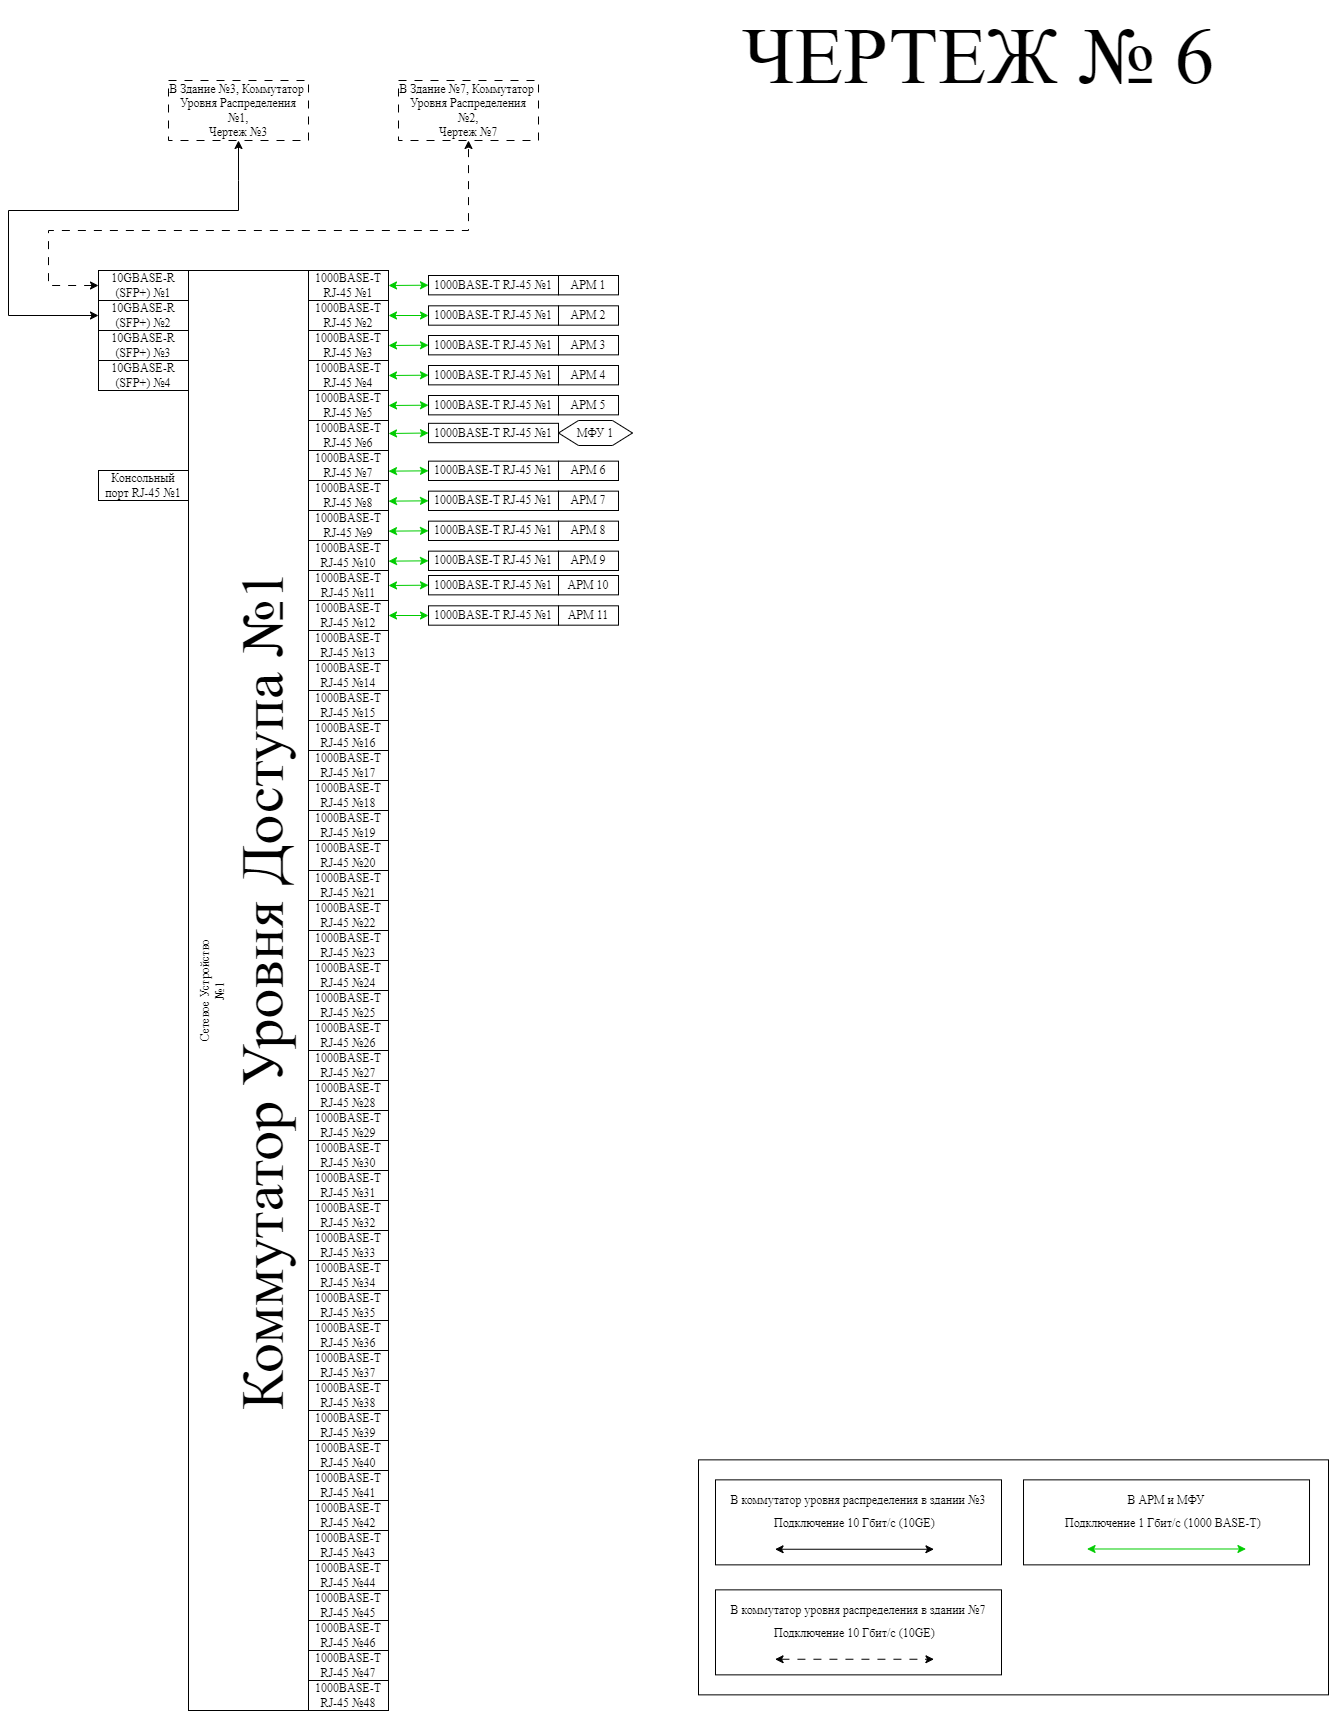 ЧЕРТЕЖ № 6
В Здание №3, Коммутатор
Уровня Распределения
№1,
Чертеж №3
В Здание №7, Коммутатор
Уровня Распределения
№2,
Чертеж №7
10GBASE-R
(SFP+) №1
10GBASE-R
(SFP+) №2
10GBASE-R
(SFP+) №3
10GBASE-R
(SFP+) №4
Консольный
порт RJ-45 №1
Сетевое Устройство
№1
Коммутатор Уровня Доступа №1
1000BASE-T
RJ-45 №1
1000BASE-T
RJ-45 №2
1000BASE-T
RJ-45 №3
1000BASE-T
RJ-45 №4
1000BASE-T
RJ-45 №5
1000BASE-T
RJ-45 №6
1000BASE-T
RJ-45 №7
1000BASE-T
RJ-45 №8
1000BASE-T
RJ-45 №9
1000BASE-T
RJ-45 №10
1000BASE-T
RJ-45 №11
1000BASE-T
RJ-45 №12
1000BASE-T
RJ-45 №13
1000BASE-T
RJ-45 №14
1000BASE-T
RJ-45 №15
1000BASE-T
RJ-45 №16
1000BASE-T
RJ-45 №17
1000BASE-T
RJ-45 №18
1000BASE-T
RJ-45 №19
1000BASE-T
RJ-45 №20
1000BASE-T
RJ-45 №21
1000BASE-T
RJ-45 №22
1000BASE-T
RJ-45 №23
1000BASE-T
RJ-45 №24
1000BASE-T
RJ-45 №25
1000BASE-T
RJ-45 №26
1000BASE-T
RJ-45 №27
1000BASE-T
RJ-45 №28
1000BASE-T
RJ-45 №29
1000BASE-T
RJ-45 №30
1000BASE-T
RJ-45 №31
1000BASE-T
RJ-45 №32
1000BASE-T
RJ-45 №33
1000BASE-T
RJ-45 №34
1000BASE-T
RJ-45 №35
1000BASE-T
RJ-45 №36
1000BASE-T
RJ-45 №37
1000BASE-T
RJ-45 №38
1000BASE-T
RJ-45 №39
1000BASE-T
RJ-45 №40
1000BASE-T
RJ-45 №41
1000BASE-T
RJ-45 №42
1000BASE-T
RJ-45 №43
1000BASE-T
RJ-45 №44
1000BASE-T
RJ-45 №45
1000BASE-T
RJ-45 №46
1000BASE-T
RJ-45 №47
1000BASE-T
RJ-45 №48
1000BASE-T RJ-45 №1 АРМ 1
1000BASE-T RJ-45 №1 АРМ 2
1000BASE-T RJ-45 №1 АРМ 3
1000BASE-T RJ-45 №1 АРМ 4
1000BASE-T RJ-45 №1 АРМ 5
1000BASE-T RJ-45 №1 МФУ 1
1000BASE-T RJ-45 №1 АРМ 6
1000BASE-T RJ-45 №1 АРМ 7
1000BASE-T RJ-45 №1 АРМ 8
1000BASE-T RJ-45 №1 АРМ 9
1000BASE-T RJ-45 №1 АРМ 10
1000BASE-T RJ-45 №1 АРМ 11
В коммутатор уровня распределения в здании №3
Подключение 10 Гбит/с (10GE)
В АРМ и МФУ
Подключение 1 Гбит/с (1000 BASE-T)
В коммутатор уровня распределения в здании №7
Подключение 10 Гбит/с (10GE)